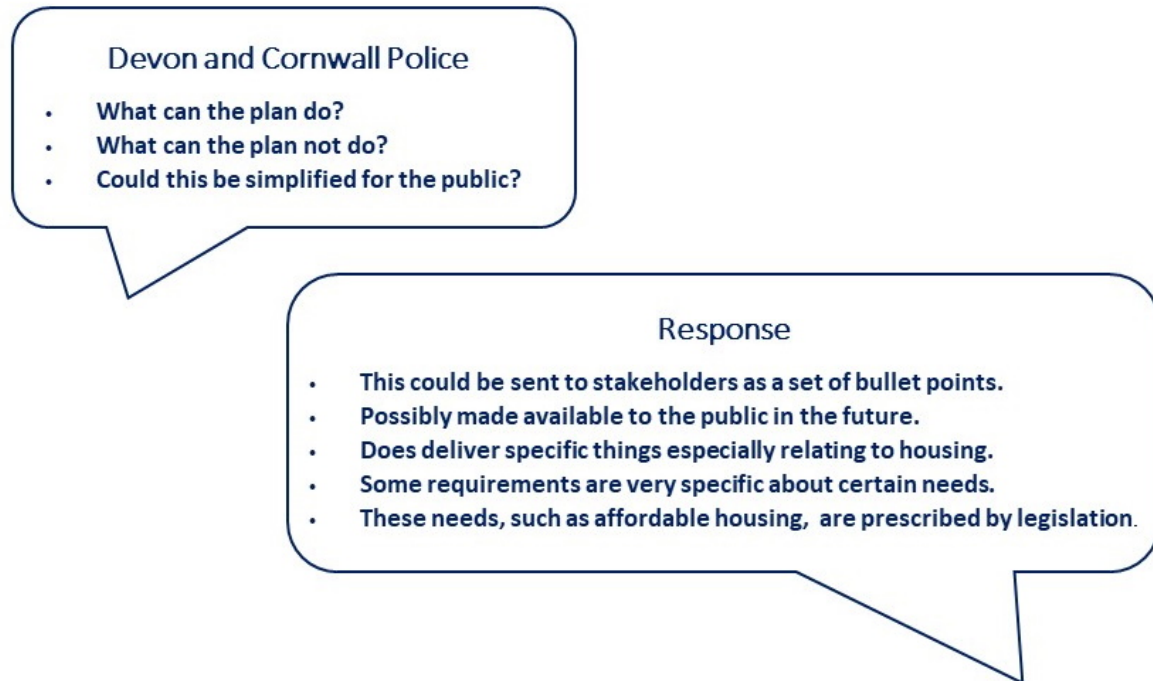 Devon and Cornwall Police
• What can the plan do?
• What can the plan not do?
• Could this be simplified for the public?
Response
• This could be sent to stakeholders as a set of bullet points.
• Possibly made available to the public in the future.
• Does deliver specific things especially relating to housing.
• Some requirements are very specific about certain needs.
• These needs, such as affordable housing, are prescribed by legislation.